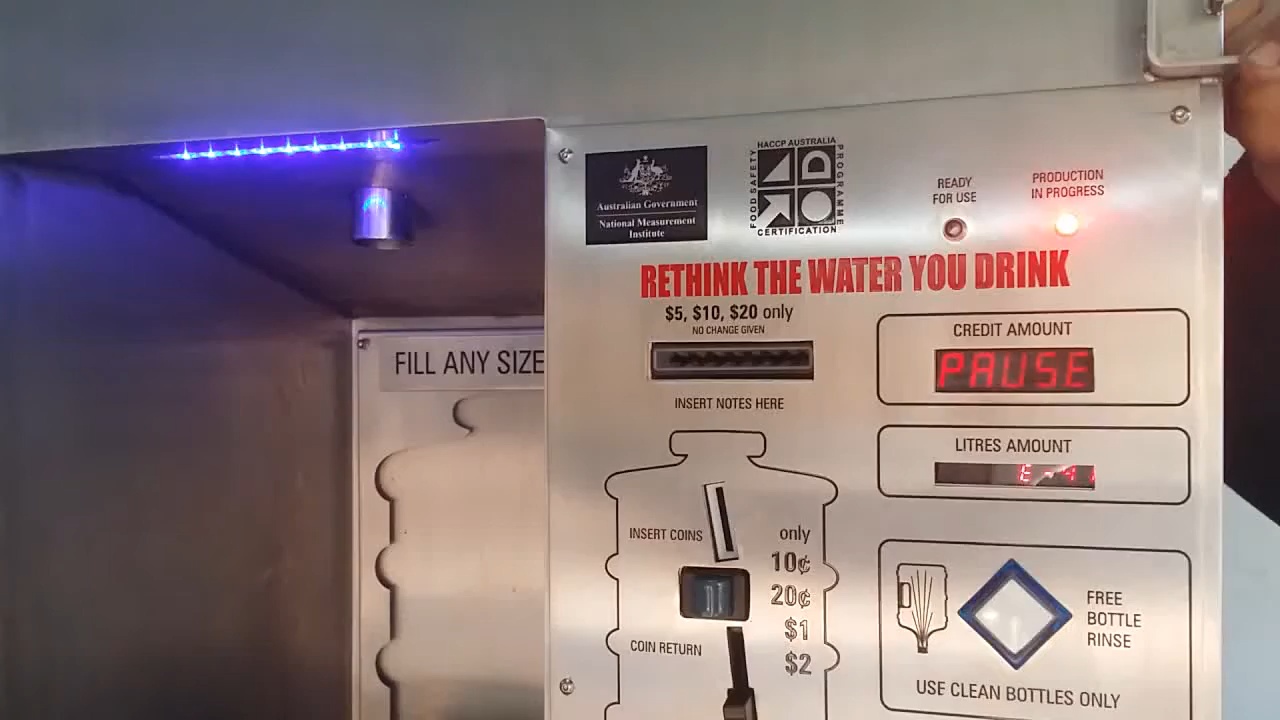 Australian Government
National Measurement
Institute
HACCP AUSTRALIA
FOOD SAFETY
PROGRAMME
CERTIFICATION
READY
FOR USE
PRODUCTION
IN PROGRESS
RETHINK THE WATER YOU DRINK
$5, $10, $20 only
NO CHANGE GIVEN
INSERT NOTES HERE
CREDIT AMOUNT
PAUSE
LITRES AMOUNT
FILL ANY SIZE
INSERT COINS
only
10¢
20¢
$1
$2
COIN RETURN
FREE
BOTTLE
RINSE
USE CLEAN BOTTLES ONLY